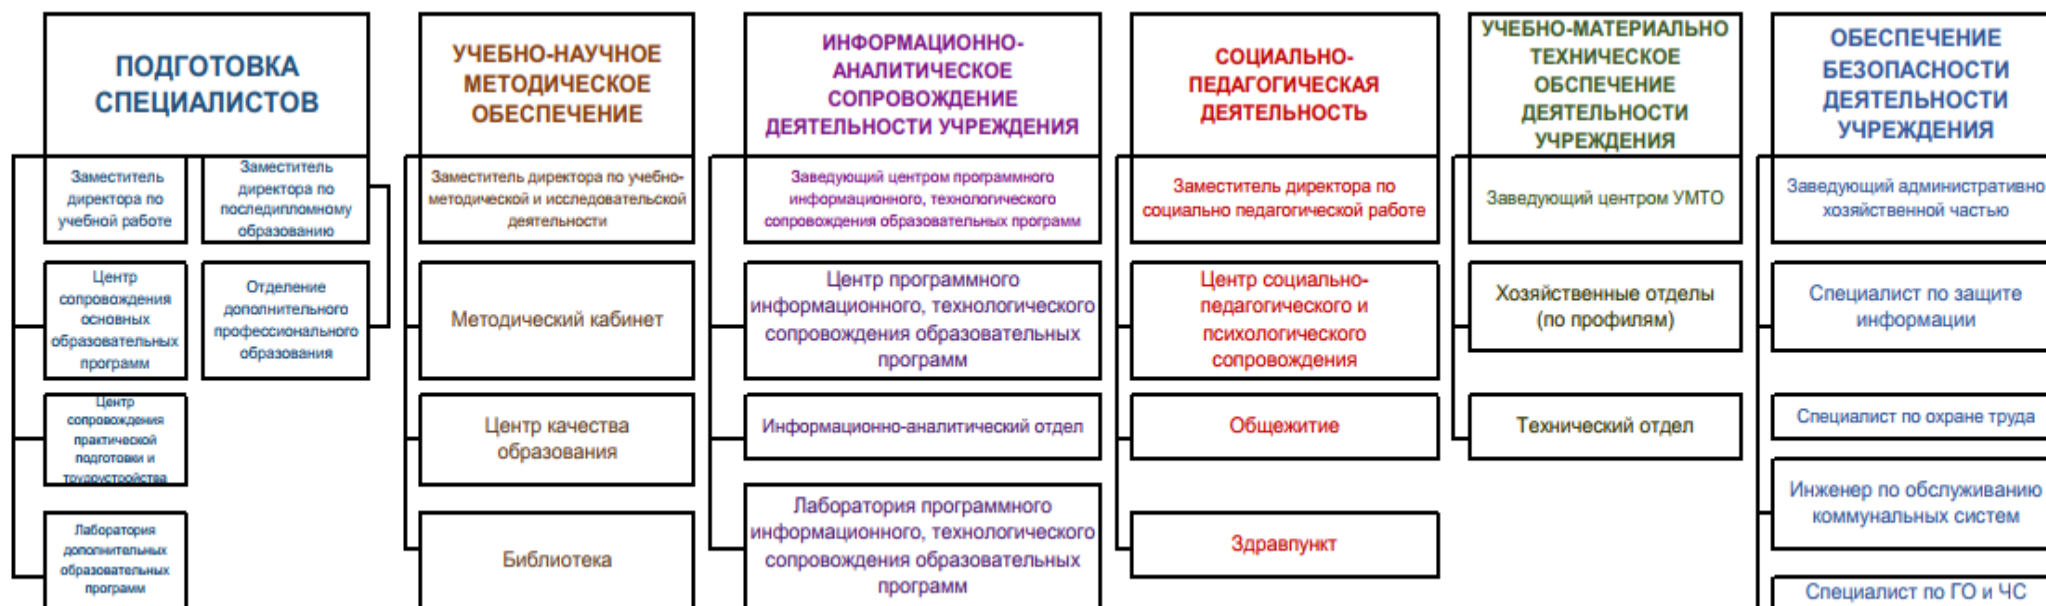 ПОДГОТОВКА
СПЕЦИАЛИСТОВ
Заместитель
директора по
учебной работе
Заместитель
директора по
последипломному
образованию
Центр
сопровождения
основных
образовательных
программ
Отделение
дополнительного
профессионального
образования
Центр
сопровождения
практической
подготовки и
трудоустройства
Лаборатория
дополнительных
образовательных
программ
УЧЕБНО-НАУЧНОЕ
МЕТОДИЧЕСКОЕ
ОБЕСПЕЧЕНИЕ
Заместитель директора по учебно-
методической и исследовательской
деятельности
Методический кабинет
Центр качества
образования
Библиотека
ИНФОРМАЦИОННО-
АНАЛИТИЧЕСКОЕ
СОПРОВОЖДЕНИЕ
ДЕЯТЕЛЬНОСТИ УЧРЕЖДЕНИЯ
Заведующий центром программного
информационного, технологического
сопровождения образовательных программ
Центр программного
информационного, технологического
сопровождения образовательных
программ
Информационно-аналитический отдел
Лаборатория программного
информационного, технологического
сопровождения образовательных
программ
СОЦИАЛЬНО-
ПЕДАГОГИЧЕСКАЯ
ДЕЯТЕЛЬНОСТЬ
Заместитель директора по
социально педагогической работе
Центр социально-
педагогического и
психологического
сопровождения
Общежитие
Здравпункт
УЧЕБНО-МАТЕРИАЛЬНО
ТЕХНИЧЕСКОЕ
ОБСПЕЧЕНИЕ
ДЕЯТЕЛЬНОСТИ
УЧРЕЖДЕНИЯ
Заведующий центром УМТО
Хозяйственные отделы
(по профилям)
Технический отдел
ОБЕСПЕЧЕНИЕ
БЕЗОПАСНОСТИ
ДЕЯТЕЛЬНОСТИ
УЧРЕЖДЕНИЯ
Заведующий административно
хозяйственной частью
Специалист по защите
информации
Специалист по охране труда
Инженер по обслуживанию
коммунальных систем
Специалист по ГО и ЧС